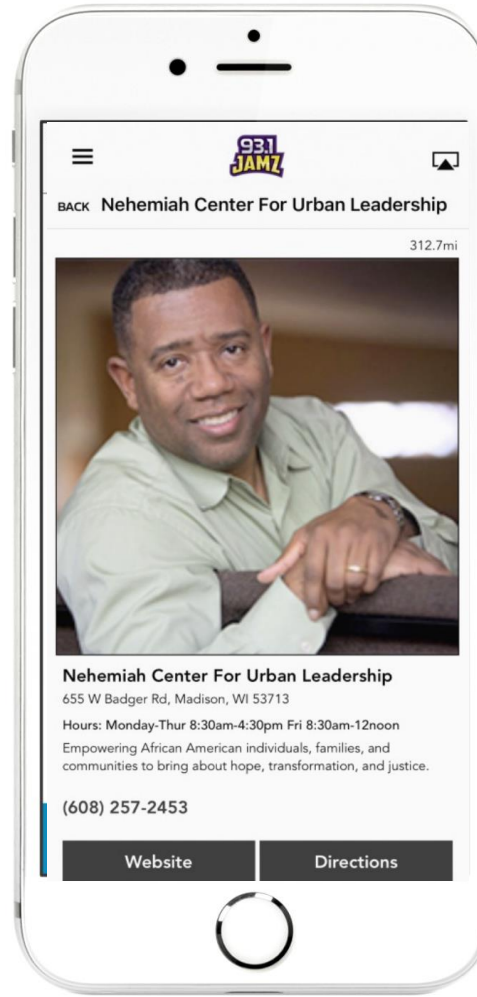 93.1
JAMZ
BACK Nehemiah Center For Urban Leadership
312.7mi
Nehemiah Center For Urban Leadership
655 W Badger Rd, Madison, WI 53713
Hours: Monday-Thur 8:30am-4:30pm Fri 8:30am-12noon
Empowering African American individuals, families, and
communities to bring about hope, transformation, and justice.
(608) 257-2453
Website Directions